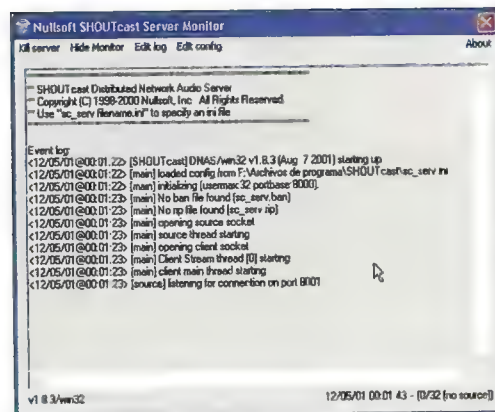 Nullsoft SHOUTcast Server Monitor
Kill server Hide Monitor Edit log Edit config About
** SHOUTcast Distributed Network Audio Server
** Copyright (C) 1998-2000 Nullsoft, Inc. All Rights Reserved.
** Use "sc_serv filename.ini" to specify an ini file
Event log:
<12/05/01@00:01:22> [SHOUTcast] DNAS/win32 v1.8.3 (Aug 7 2001) starting up
<12/05/01@00:01:22> [main] loaded config from F:\Archivos de programa\SHOUTcast\sc_serv.ini
<12/05/01@00:01:22> [main] initializing (usermax:32 portbase:8000).
<12/05/01@00:01:23> [main] No ban file found (sc_serv.ban)
<12/05/01@00:01:23> [main] No rip file found (sc_serv.rip)
<12/05/01@00:01:23> [main] opening source socket
<12/05/01@00:01:23> [main] source thread starting
<12/05/01@00:01:23> [main] opening client socket
<12/05/01@00:01:23> [main] Client Stream thread [0] starting
<12/05/01@00:01:23> [main] client main thread starting
<12/05/01@00:01:23> [source] listening for connection on port 8001
v1.8.3/win32 12/05/01 00:01:43 - [0/32 (no source)]